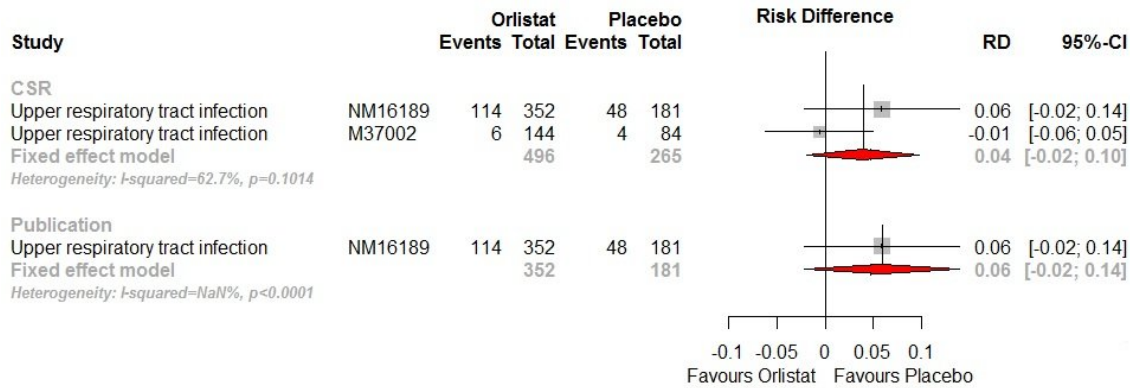 Orlistat Placebo Risk Difference
Study Events Total Events Total RD 95%-CI
CSR
Upper respiratory tract infection NM16189 114 352 48 181 0.06 [-0.02; 0.14]
Upper respiratory tract infection M37002 6 144 4 84 -0.01 [-0.06; 0.05]
Fixed effect model 496 265 0.04 [-0.02; 0.10]
Heterogeneity: I-squared=62.7%, p=0.1014
Publication
Upper respiratory tract infection NM16189 114 352 48 181 0.06 [-0.02; 0.14]
Fixed effect model 352 181 0.06 [-0.02; 0.14]
Heterogeneity: I-squared=NaN%, p<0.0001
-0.1 -0.05 0 0.05 0.1
Favours Orlistat Favours Placebo